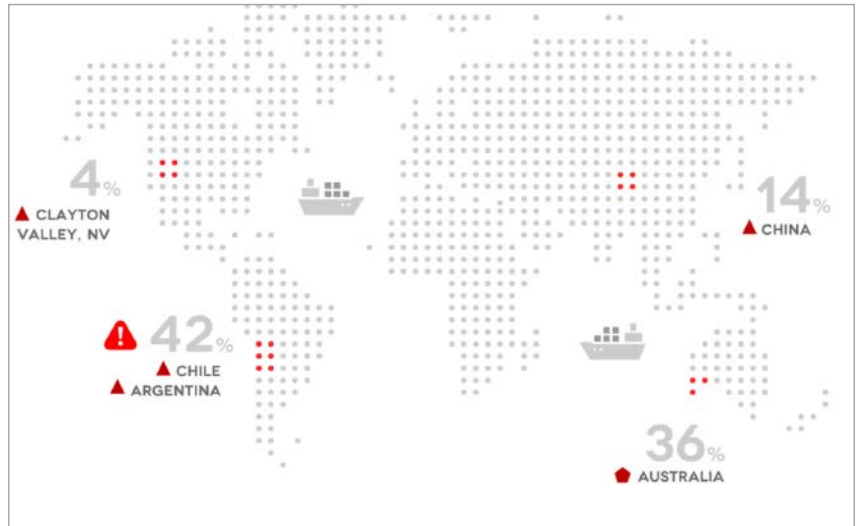 4%
CLAYTON
VALLEY, NV
14%
CHINA
! 42%
CHILE
ARGENTINA
36%
AUSTRALIA